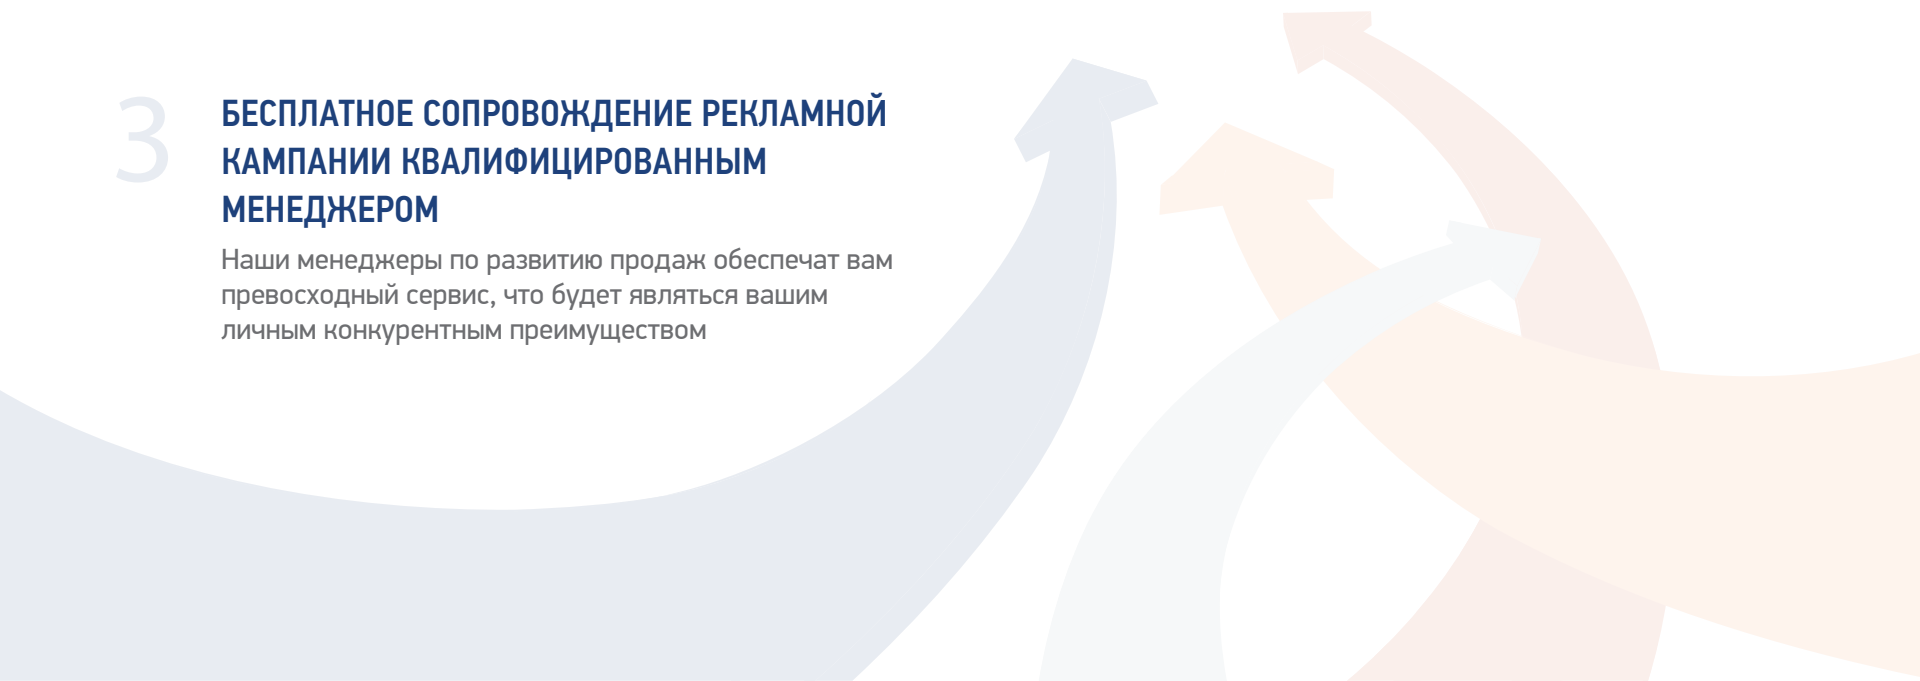 3
БЕСПЛАТНОЕ СОПРОВОЖДЕНИЕ РЕКЛАМНОЙ
КАМПАНИИ КВАЛИФИЦИРОВАННЫМ
МЕНЕДЖЕРОМ
Наши менеджеры по развитию продаж обеспечат вам
превосходный сервис, что будет являться вашим
личным конкурентным преимуществом